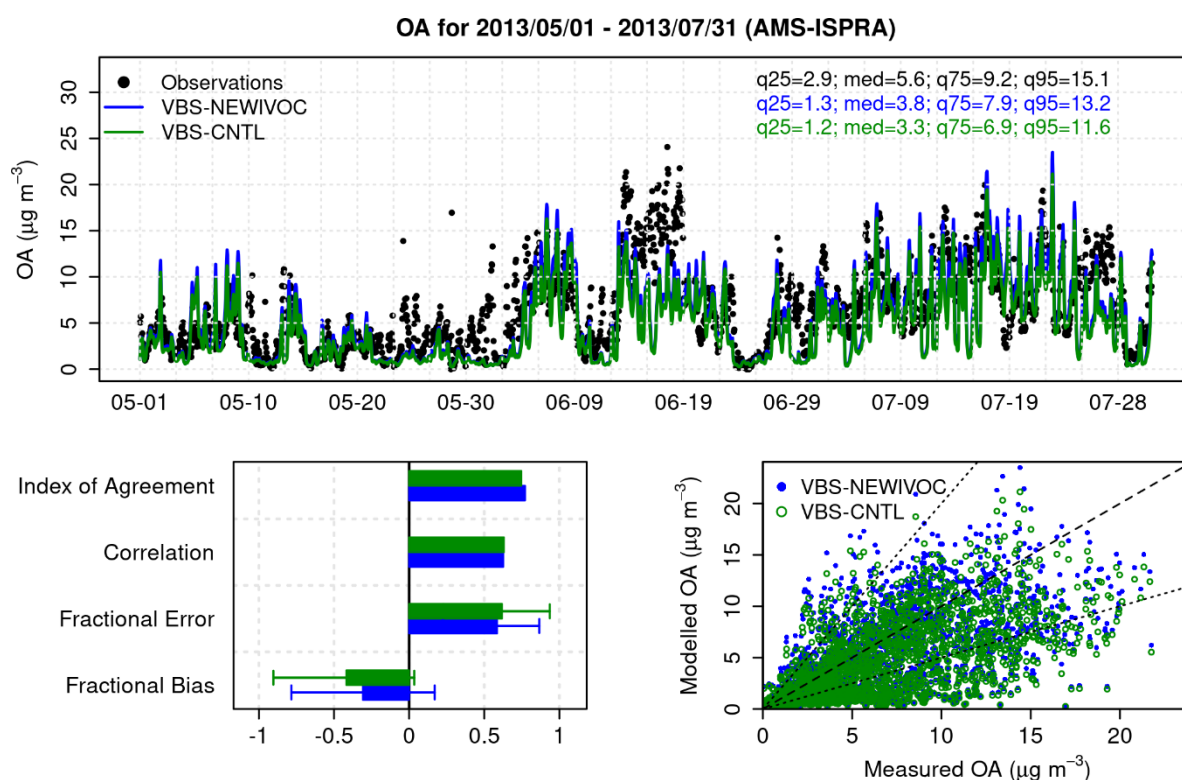 OA for 2013/05/01 - 2013/07/31 (AMS-ISPRA)
OA (μg m⁻³)
0 5 10 15 20 25 30
Observations
VBS-NEWIVOC
VBS-CNTL
q25=2.9; med=5.6; q75=9.2; q95=15.1
q25=1.3; med=3.8; q75=7.9; q95=13.2
q25=1.2; med=3.3; q75=6.9; q95=11.6
05-01 05-10 05-20 05-30 06-09 06-19 06-29 07-09 07-19 07-28
Index of Agreement
Correlation
Fractional Error
Fractional Bias
-1 -0.5 0 0.5 1
Modelled OA (μg m⁻³)
0 5 10 15 20
VBS-NEWIVOC
VBS-CNTL
0 5 10 15 20
Measured OA (μg m⁻³)